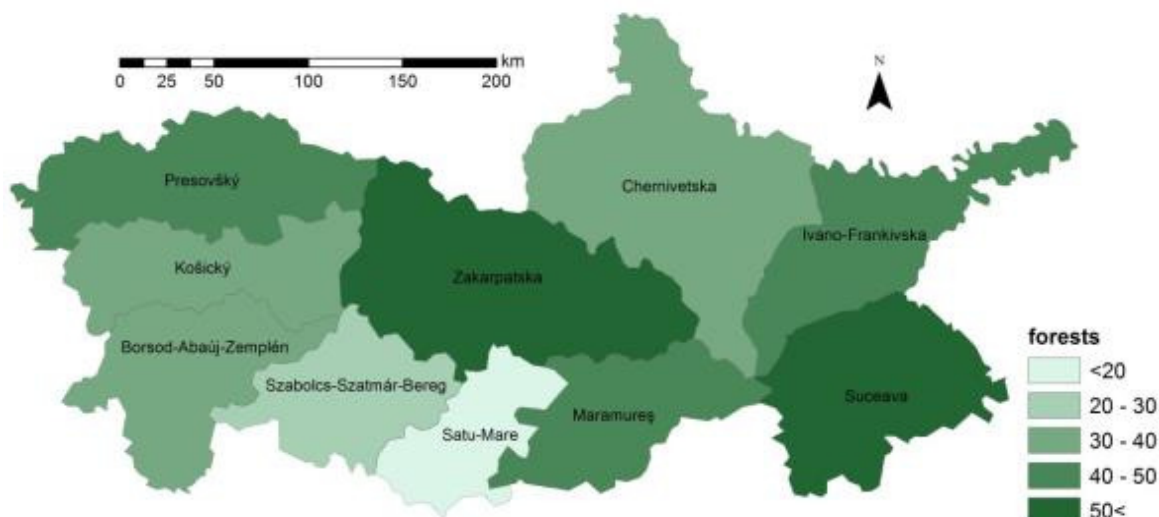 km
0 25 50 100 150 200
N
Presovšký
Chernivetska
Ivano-Frankivska
Košický
Zakarpatska
Borsod-Abaúj-Zemplén
Szabolcs-Szatmár-Bereg
Suceava
Maramureş
Satu-Mare
forests
<20
20 - 30
30 - 40
40 - 50
50<